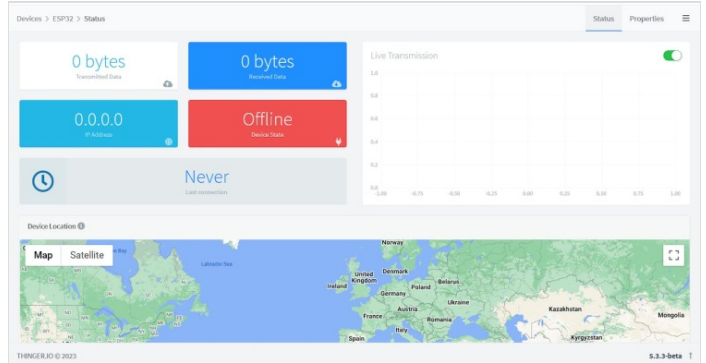 Devices > ESP32 > Status
Status Properties
0 bytes
Transmitted Data
0 bytes
Received Data
0.0.0.0
IP Address
Offline
Device State
Never
Last connection
Live Transmission
1.0
0.8
0.6
0.4
0.2
0.0
-1.00 -0.75 -0.50 -0.25 0.00 0.25 0.50 0.75 1.00
Device Location
Map Satellite
Labrador Sea
Norway
United Kingdom
Ireland
Denmark
Belarus
Poland
Germany
Ukraine
France
Austria
Romania
Italy
Spain
Kazakhstan
Mongolia
Kyrgyzstan
THINGER.IO © 2023
5.3.3-beta